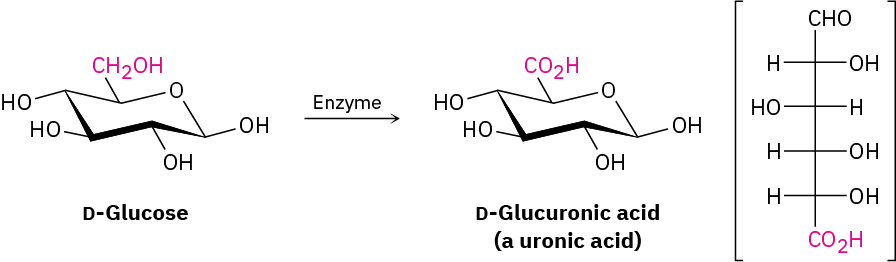 CH₂OH
O
HO
HO
OH
OH
D-Glucose
Enzyme
CO₂H
O
HO
HO
OH
OH
D-Glucuronic acid
(a uronic acid)
CHO
H OH
HO H
H OH
H OH
CO₂H